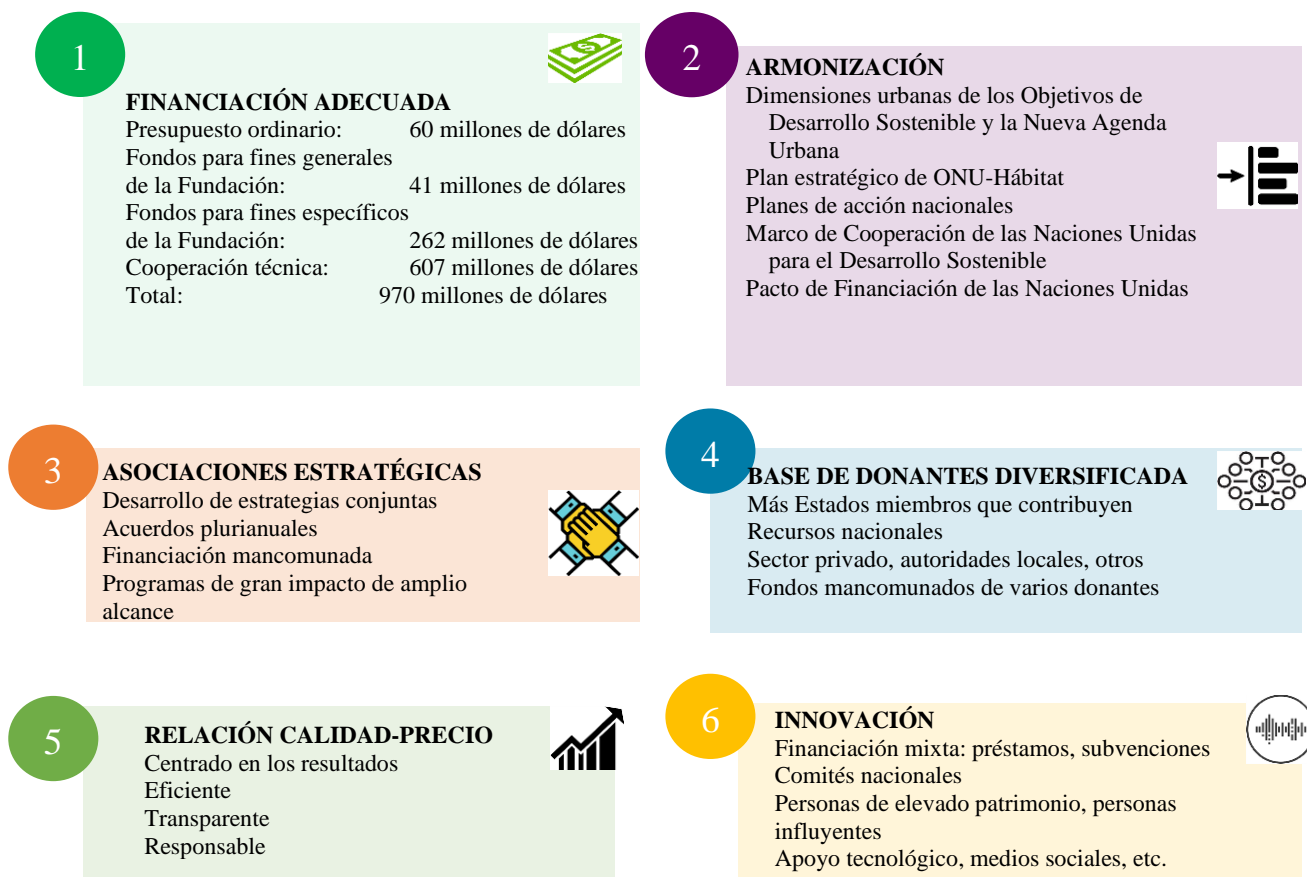 1
FINANCIACIÓN ADECUADA
Presupuesto ordinario: 60 millones de dólares
Fondos para fines generales
de la Fundación: 41 millones de dólares
Fondos para fines específicos
de la Fundación: 262 millones de dólares
Cooperación técnica: 607 millones de dólares
Total: 970 millones de dólares
2
ARMONIZACIÓN
Dimensiones urbanas de los Objetivos de
Desarrollo Sostenible y la Nueva Agenda
Urbana
Plan estratégico de ONU-Hábitat
Planes de acción nacionales
Marco de Cooperación de las Naciones Unidas
para el Desarrollo Sostenible
Pacto de Financiación de las Naciones Unidas
3
ASOCIACIONES ESTRATÉGICAS
Desarrollo de estrategias conjuntas
Acuerdos plurianuales
Financiación mancomunada
Programas de gran impacto de amplio
alcance
4
BASE DE DONANTES DIVERSIFICADA
Más Estados miembros que contribuyen
Recursos nacionales
Sector privado, autoridades locales, otros
Fondos mancomunados de varios donantes
5
RELACIÓN CALIDAD-PRECIO
Centrado en los resultados
Eficiente
Transparente
Responsable
6
INNOVACIÓN
Financiación mixta: préstamos, subvenciones
Comités nacionales
Personas de elevado patrimonio, personas
influyentes
Apoyo tecnológico, medios sociales, etc.